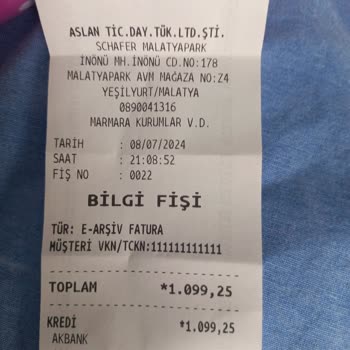 ASLAN TİC.DAY.TÜK.LTD.ŞTİ.
SCHAFER MALATYAPARK
İNÖNÜ MH.İNÖNÜ CD.NO:178
MALATYAPARK AVM MAĞAZA NO:Z4
YEŞİLYURT/MALATYA
0890041316
MARMARA KURUMLAR V.D.
TARİH : 08/07/2024
SAAT : 21:08:52
FİŞ NO : 0022
BİLGİ FİŞİ
TÜR: E-ARŞİV FATURA
MÜŞTERİ VKN/TCKN:111111111111
TOPLAM *1.099,25
KREDİ *1.099,25
AKBANK